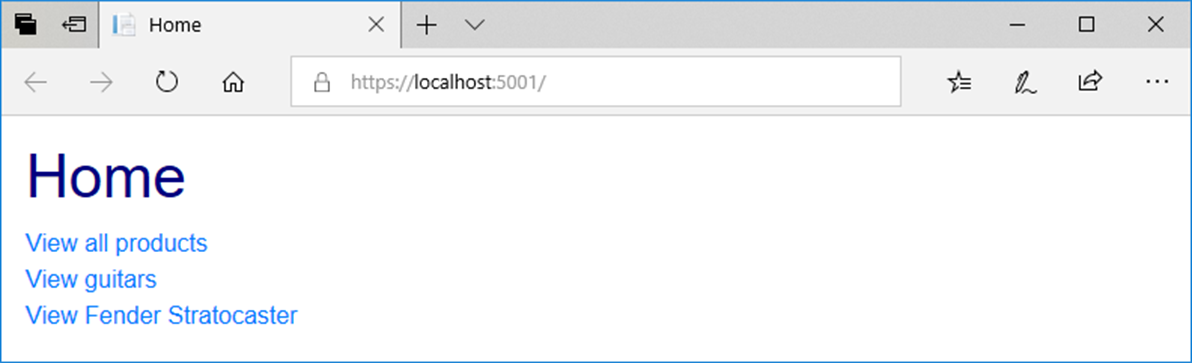 Home
https://localhost:5001/
Home
View all products
View guitars
View Fender Stratocaster